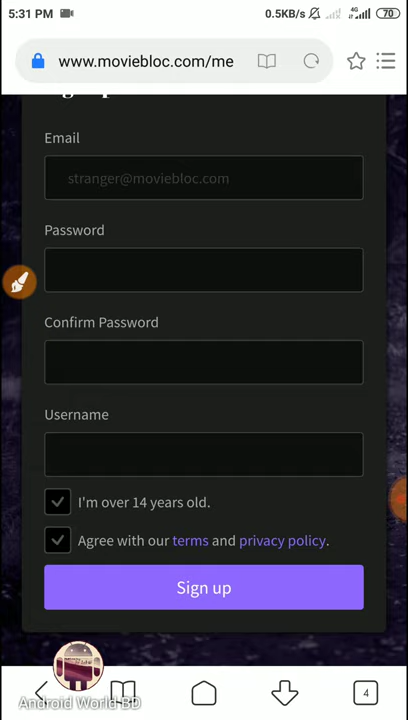 5:31 PM 0.5KB/s 4G 70
www.moviebloc.com/me
Email
stranger@moviebloc.com
Password
Confirm Password
Username
I'm over 14 years old.
Agree with our terms and privacy policy.
Sign up
4
Android World BD